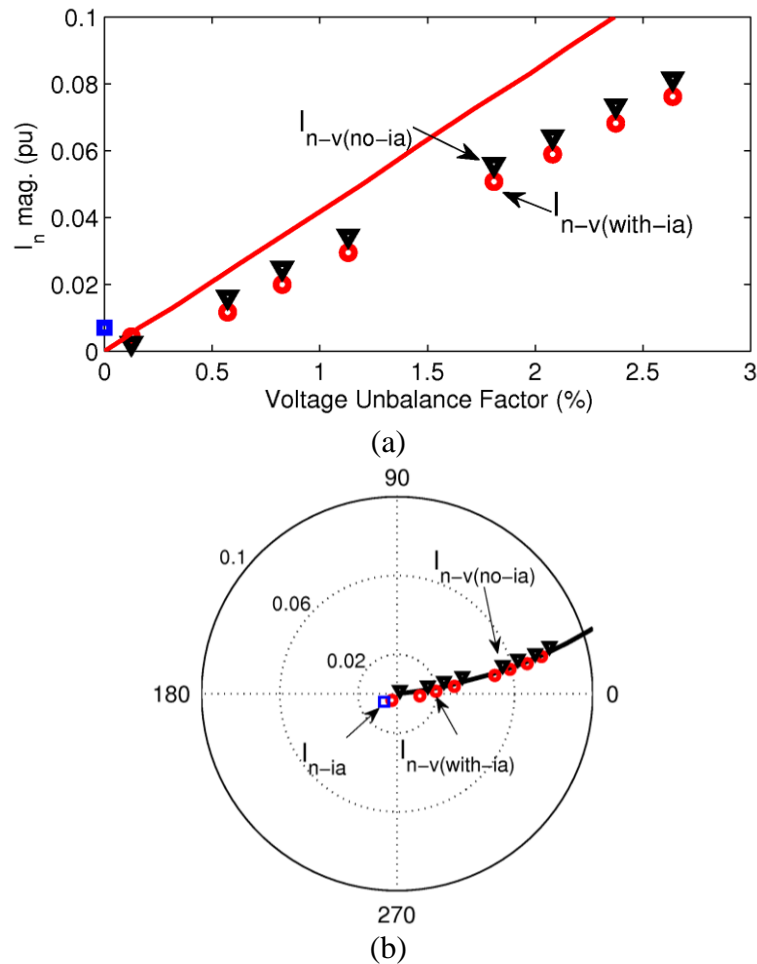 0.1
0.08
0.06
0.04
0.02
0
I_n mag. (pu)
I_n−v(no−ia)
I_n−v(with−ia)
0 0.5 1 1.5 2 2.5 3
Voltage Unbalance Factor (%)
(a)
90
0.1
0.06
0.02
I_n−v(no−ia)
180
0
I_n−ia
I_n−v(with−ia)
270
(b)